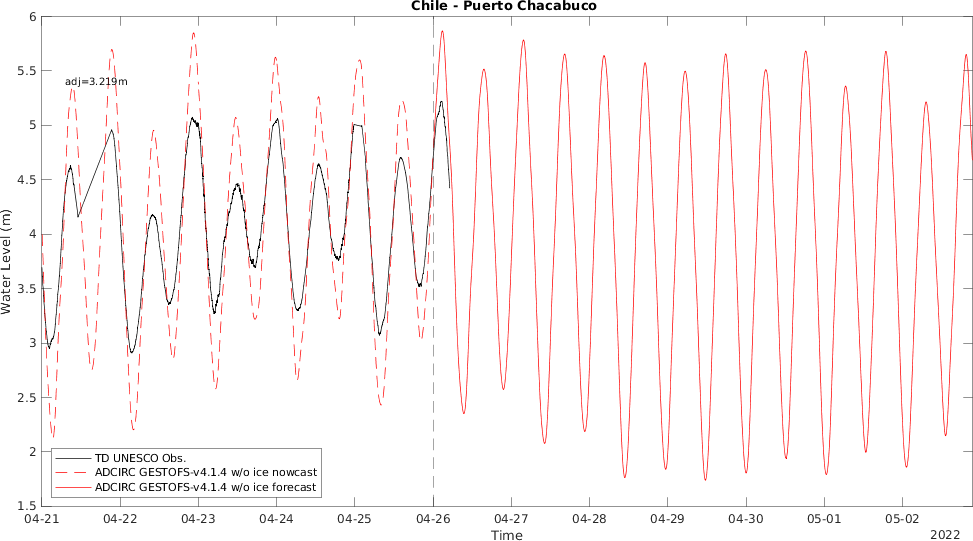 Chile - Puerto Chacabuco
6
5.5
5
4.5
4
3.5
3
2.5
2
1.5
Water Level (m)
adj=3.219m
TD UNESCO Obs.
ADCIRC GESTOFS-v4.1.4 w/o ice nowcast
ADCIRC GESTOFS-v4.1.4 w/o ice forecast
04-21 04-22 04-23 04-24 04-25 04-26 04-27 04-28 04-29 04-30 05-01 05-02
Time
2022